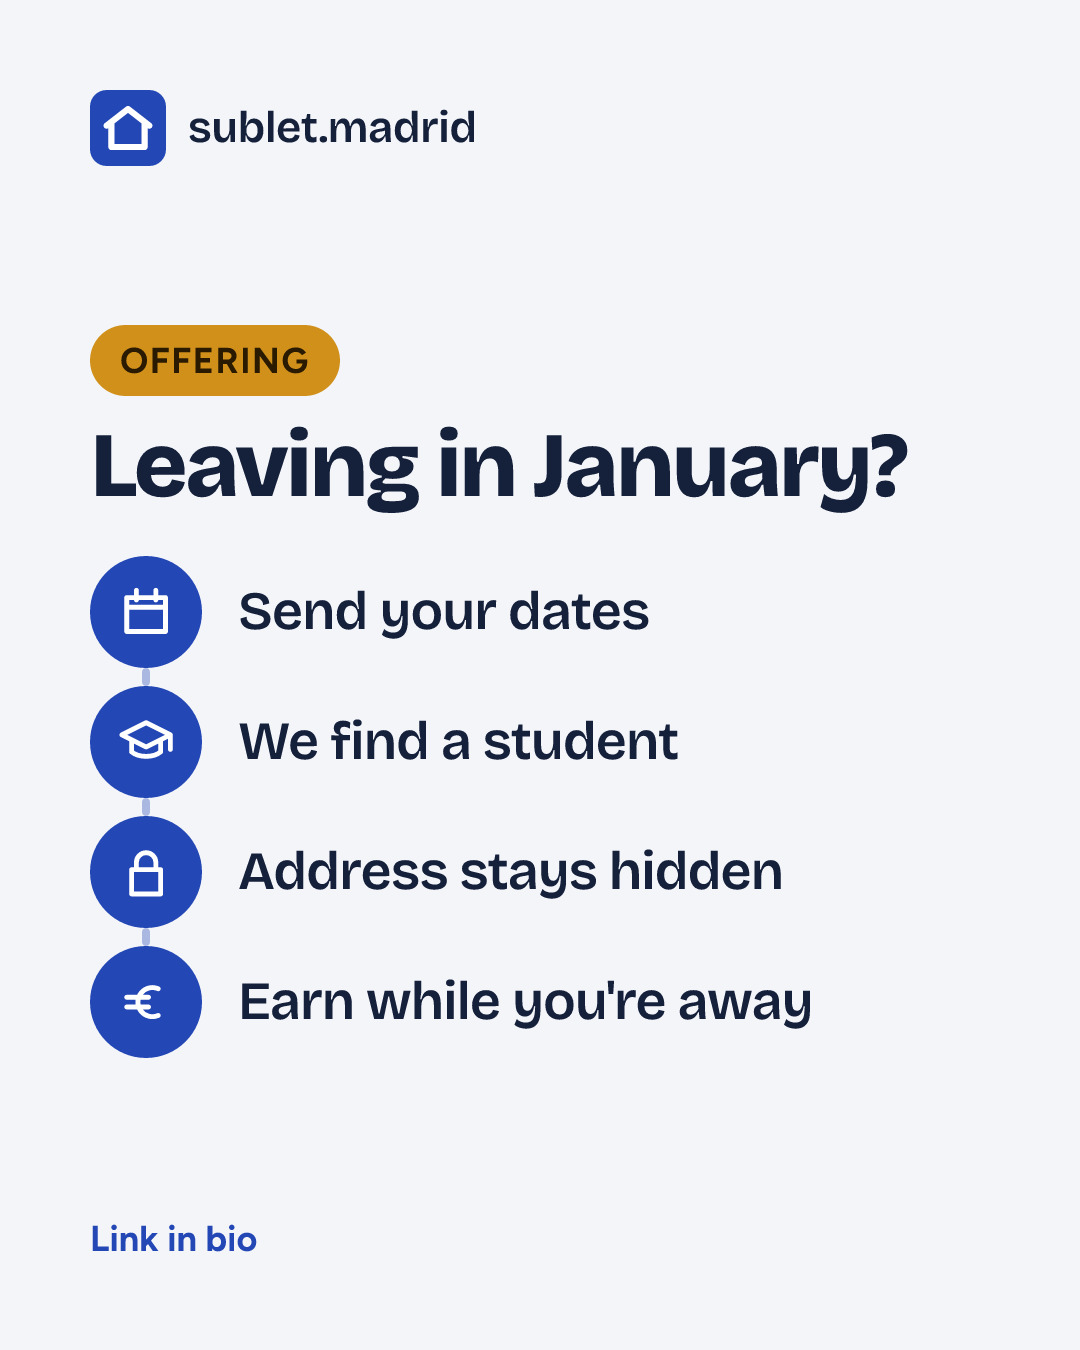 sublet.madrid
OFFERING
Leaving in January?
Send your dates
We find a student
Address stays hidden
Earn while you're away
Link in bio